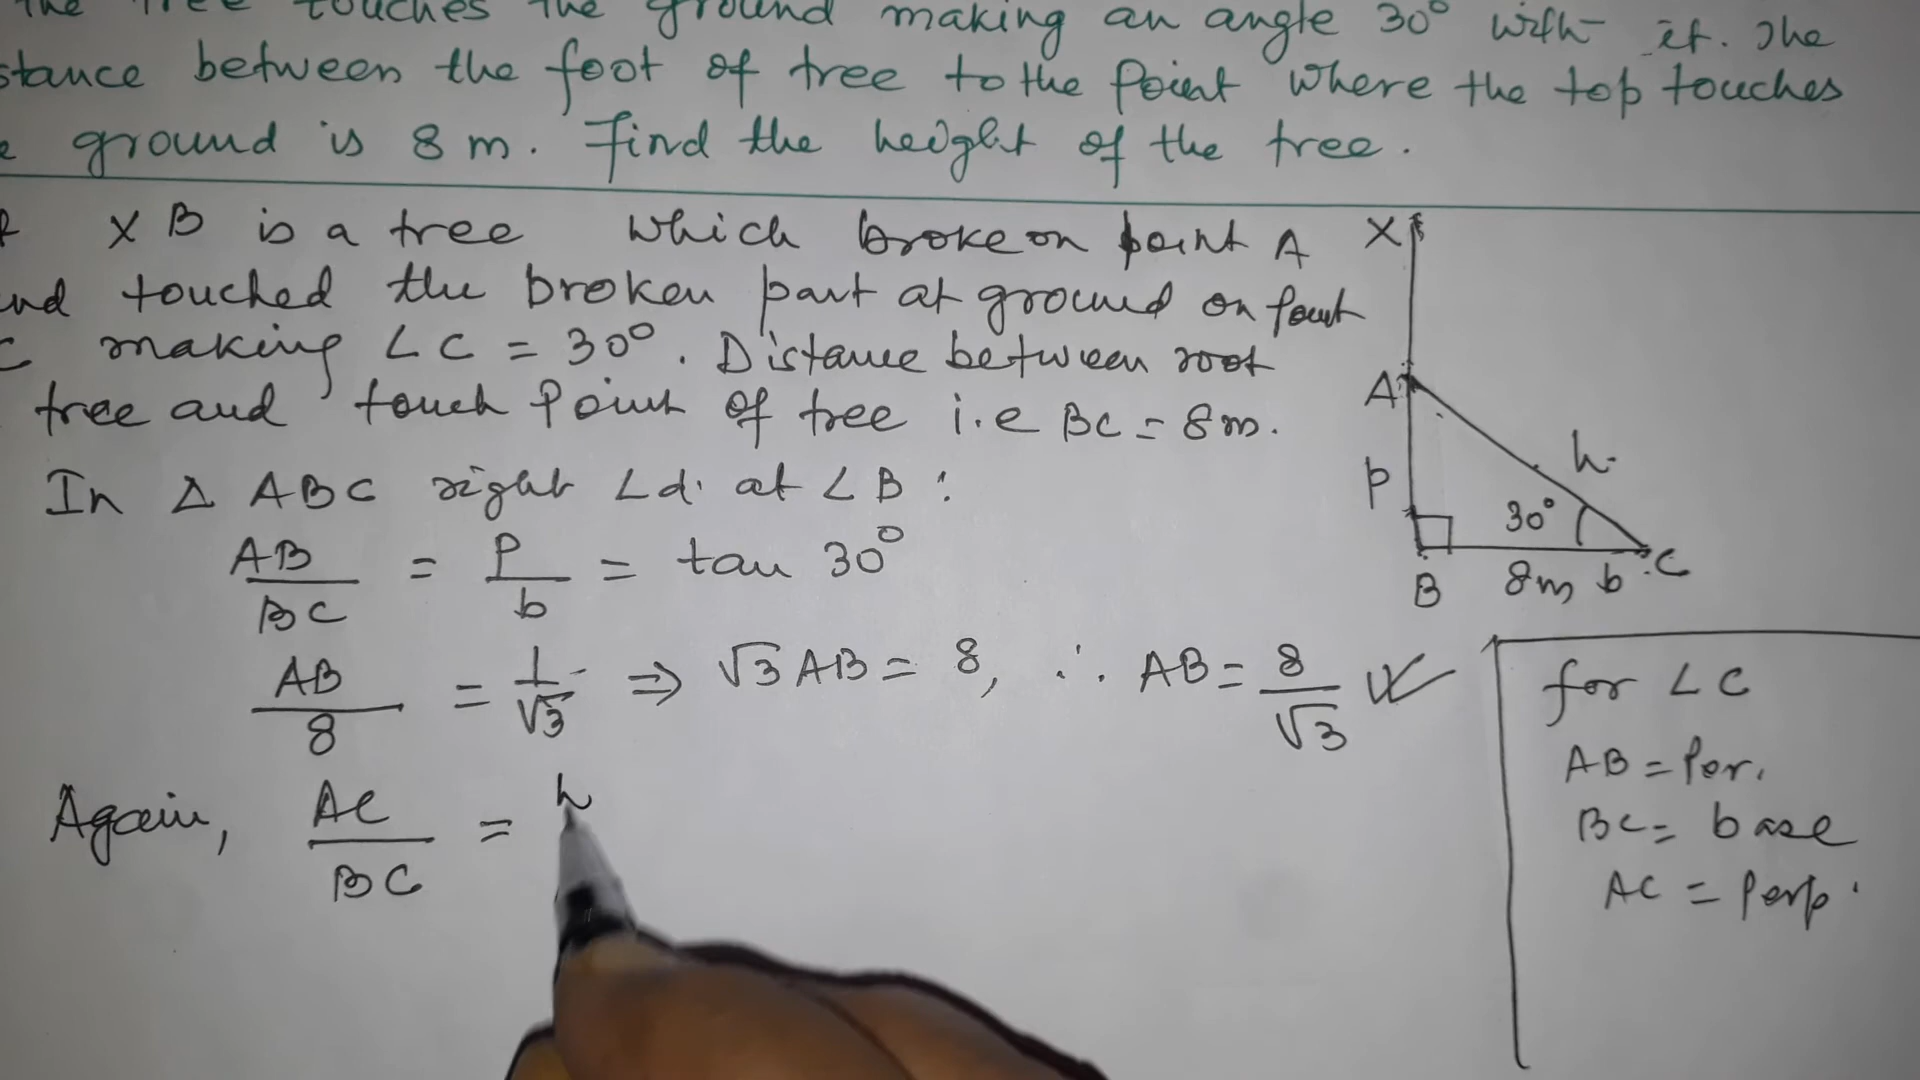 the tree touches the ground making an angle 30° with it. The
stance between the foot of tree to the point where the top touches
e ground is 8 m. Find the height of the tree.
X B is a tree which broke on point A
nd touched the broken part at ground on point
C making ∠C = 30°. Distance between root
tree and touch point of tree i.e BC = 8m.
In Δ ABC right ∠d. at ∠B :
AB/BC = P/b = tan 30°
AB/8 = 1/√3 ⇒ √3 AB = 8, ∴ AB = 8/√3
Again, AC/BC = h
X
A
P
h
30°
B
8m b
C
for ∠C
AB = Per.
BC = base
AC = Perp.